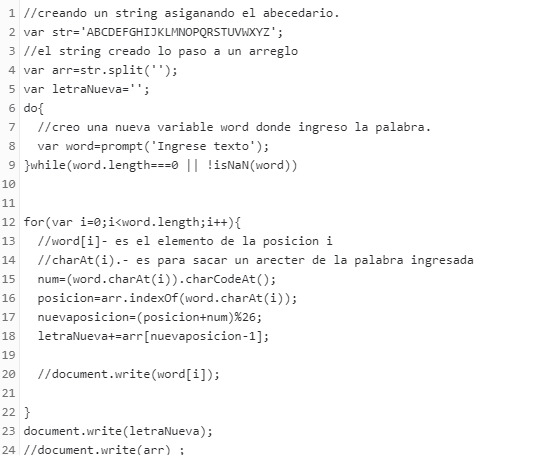 1 //creando un string asiganando el abecedario.
2 var str='ABCDEFGHIJKLMNOPQRSTUVWXYZ';
3 //el string creado lo paso a un arreglo
4 var arr=str.split('');
5 var letraNueva='';
6 do{
7 //creo una nueva variable word donde ingreso la palabra.
8 var word=prompt('Ingrese texto');
9 }while(word.length===0 || !isNaN(word))
10
11
12 for(var i=0;i<word.length;i++){
13 //word[i]- es el elemento de la posicion i
14 //charAt(i).- es para sacar un arecter de la palabra ingresada
15 num=(word.charAt(i)).charCodeAt();
16 posicion=arr.indexOf(word.charAt(i));
17 nuevaposicion=(posicion+num)%26;
18 letraNueva+=arr[nuevaposicion-1];
19
20 //document.write(word[i]);
21
22 }
23 document.write(letraNueva);
24 //document.write(arr) ;